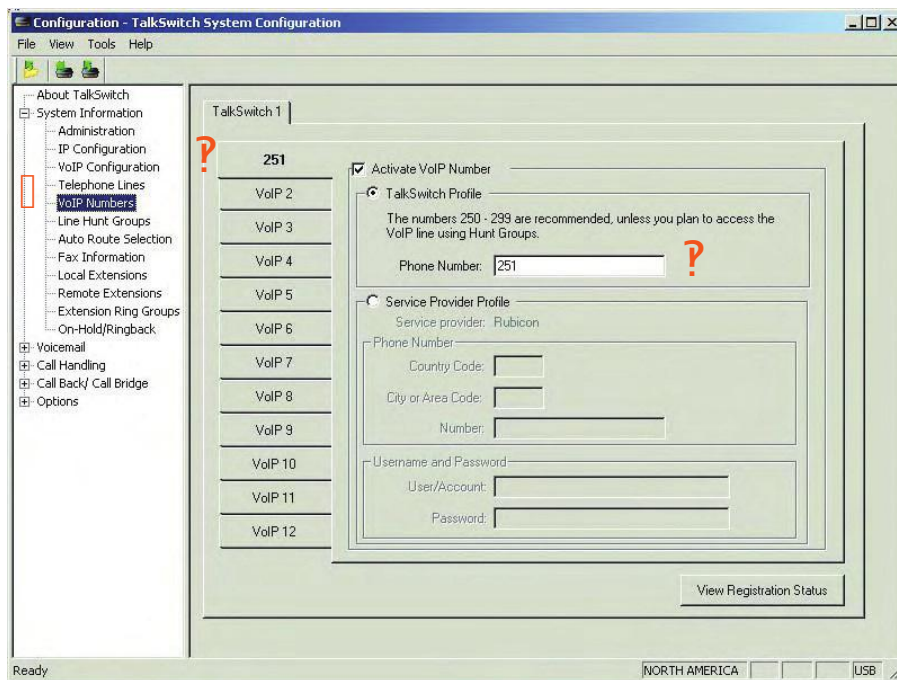 Configuration - TalkSwitch System Configuration
File View Tools Help
About TalkSwitch
System Information
Administration
IP Configuration
VoIP Configuration
Telephone Lines
VoIP Numbers
Line Hunt Groups
Auto Route Selection
Fax Information
Local Extensions
Remote Extensions
Extension Ring Groups
On-Hold/Ringback
Voicemail
Call Handling
Call Back/ Call Bridge
Options
TalkSwitch 1
‽
251
VoIP 2
VoIP 3
VoIP 4
VoIP 5
VoIP 6
VoIP 7
VoIP 8
VoIP 9
VoIP 10
VoIP 11
VoIP 12
Activate VoIP Number
TalkSwitch Profile
The numbers 250 - 299 are recommended, unless you plan to access the
VoIP line using Hunt Groups.
Phone Number: 251
‽
Service Provider Profile
Service provider: Rubicon
Phone Number
Country Code:
City or Area Code:
Number:
Username and Password
User/Account:
Password:
View Registration Status
Ready
NORTH AMERICA
USB